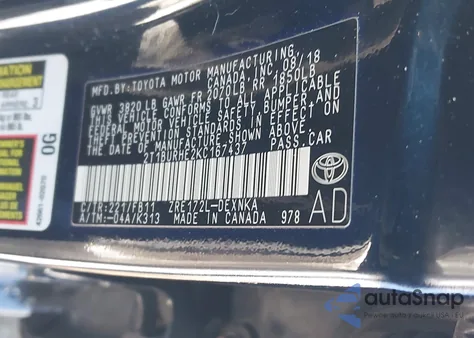 MFD.BY:TOYOTA MOTOR MANUFACTURING
CANADA, INC. 08/18
GVWR 3820LB GAWR FR 2020LB RR 1850LB
THIS VEHICLE CONFORMS TO ALL APPLICABLE
FEDERAL MOTOR VEHICLE SAFETY, BUMPER, AND
THEFT PREVENTION STANDARDS IN EFFECT ON
THE DATE OF MANUFACTURE SHOWN ABOVE.
2T1BURHE2KC167437 PASS.CAR
C/TR:221?/FB11 ZRE172L-DEXNKA
A/TM:-04A/K313 MADE IN CANADA 978
AD
0G
autoSnap